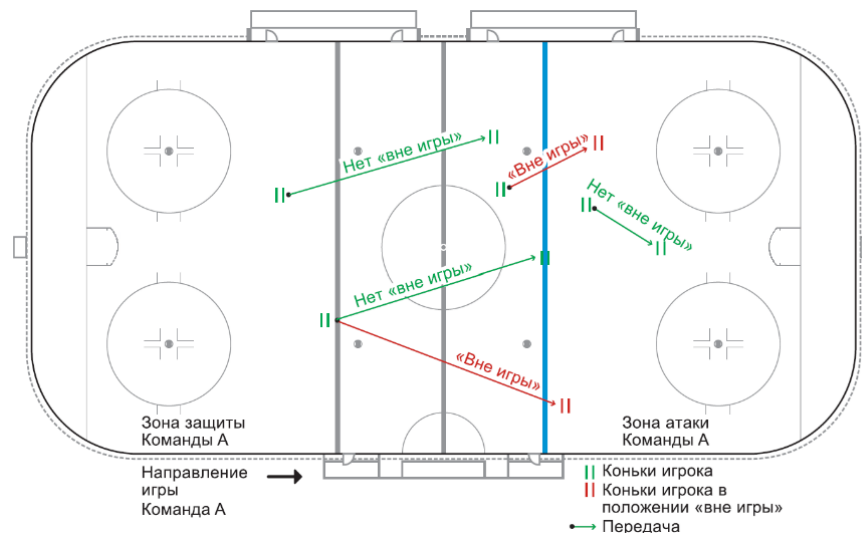 Нет «вне игры»
«Вне игры»
Нет «вне игры»
Нет «вне игры»
«Вне игры»
Зона защиты
Команды А
Зона атаки
Команды А
Направление
игры
Команда А
Коньки игрока
Коньки игрока в
положении «вне игры»
Передача